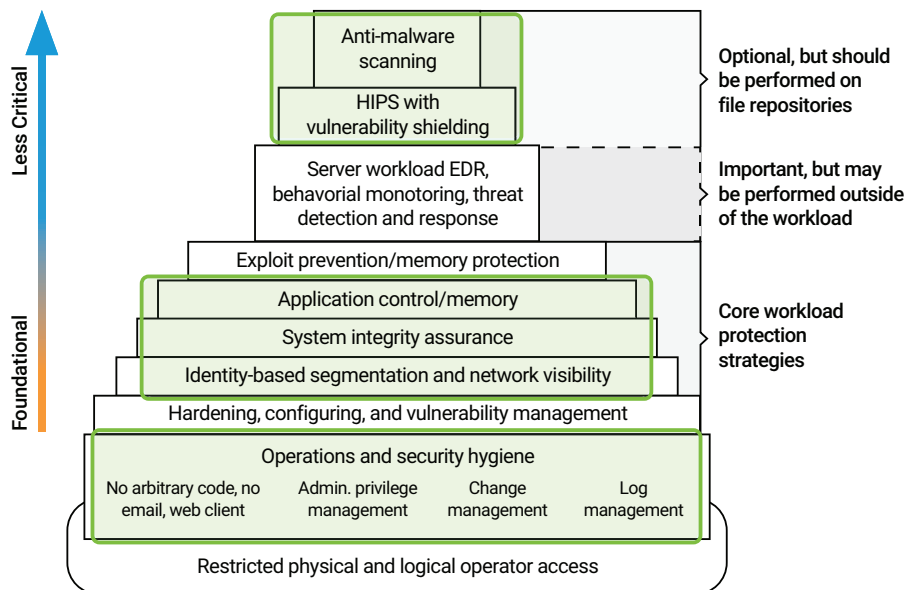 Less Critical
Foundational
Anti-malware
scanning
HIPS with
vulnerability shielding
Server workload EDR,
behavorial monotoring, threat
detection and response
Exploit prevention/memory protection
Application control/memory
System integrity assurance
Identity-based segmentation and network visibility
Hardening, configuring, and vulnerability management
Operations and security hygiene
No arbitrary code, no
email, web client
Admin. privilege
management
Change
management
Log
management
Restricted physical and logical operator access
Optional, but should
be performed on
file repositories
Important, but may
be performed outside
of the workload
Core workload
protection
strategies